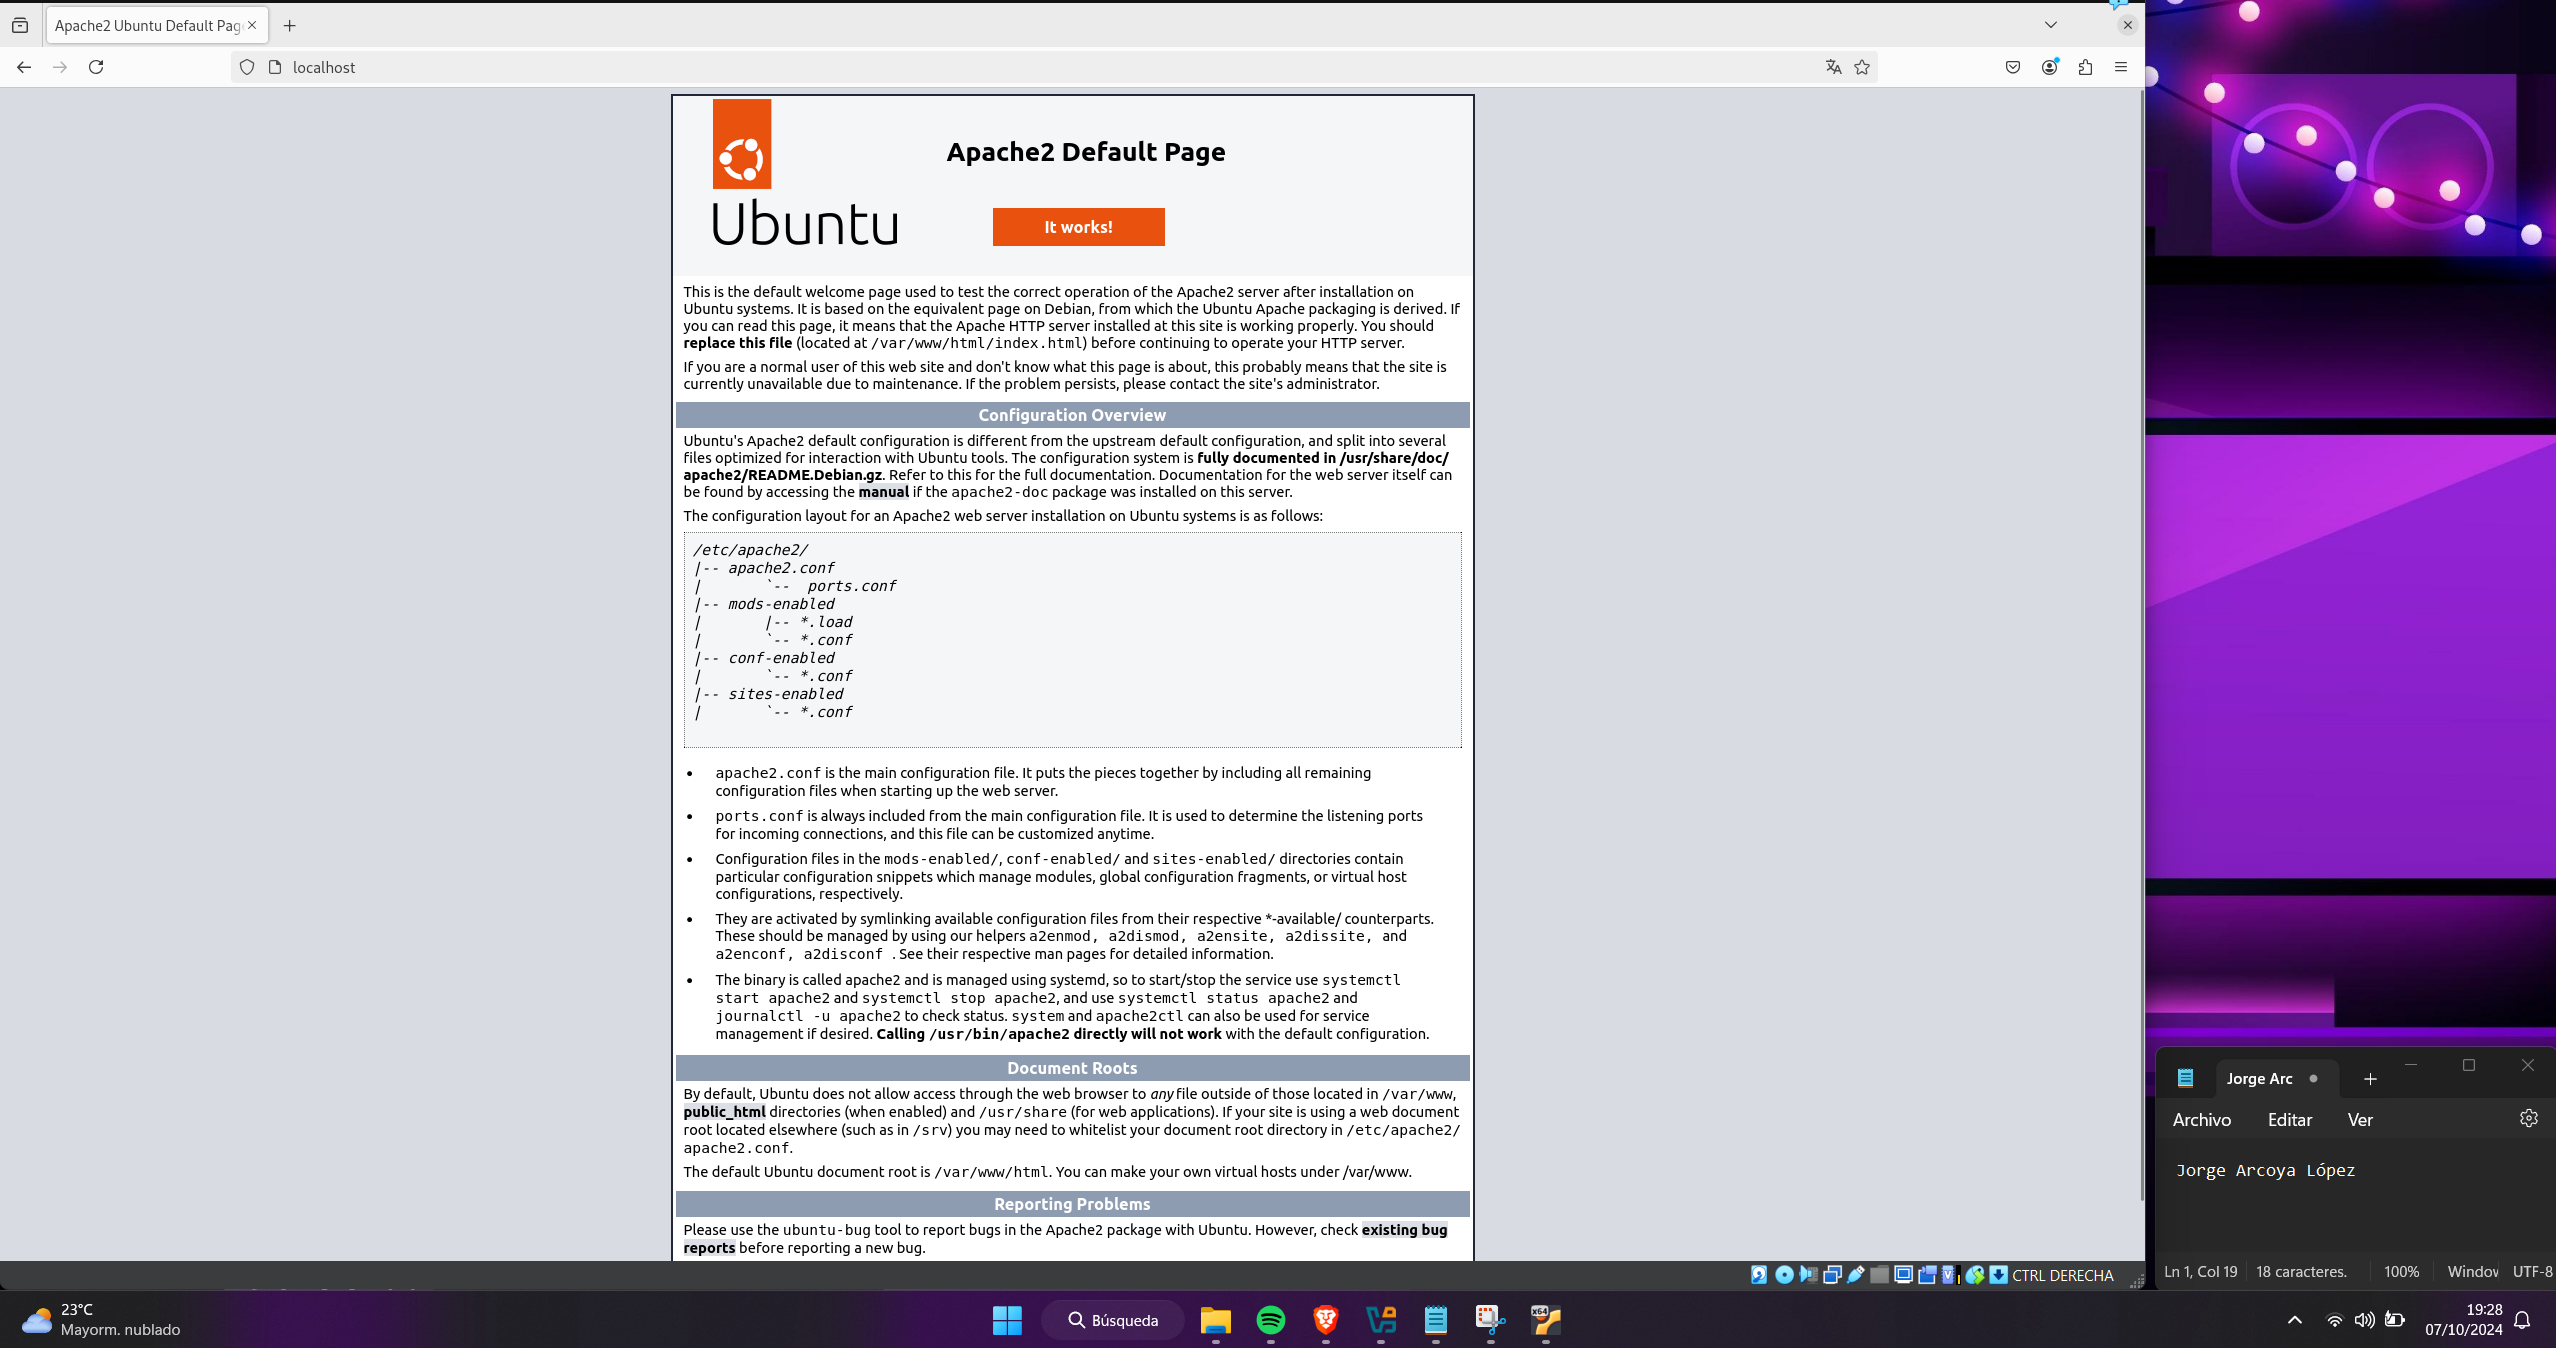 Apache2 Ubuntu Default Pag
localhost
Apache2 Default Page
Ubuntu
It works!
This is the default welcome page used to test the correct operation of the Apache2 server after installation on
Ubuntu systems. It is based on the equivalent page on Debian, from which the Ubuntu Apache packaging is derived. If
you can read this page, it means that the Apache HTTP server installed at this site is working properly. You should
replace this file (located at /var/www/html/index.html) before continuing to operate your HTTP server.
If you are a normal user of this web site and don't know what this page is about, this probably means that the site is
currently unavailable due to maintenance. If the problem persists, please contact the site's administrator.
Configuration Overview
Ubuntu's Apache2 default configuration is different from the upstream default configuration, and split into several
files optimized for interaction with Ubuntu tools. The configuration system is fully documented in /usr/share/doc/
apache2/README.Debian.gz. Refer to this for the full documentation. Documentation for the web server itself can
be found by accessing the manual if the apache2-doc package was installed on this server.
The configuration layout for an Apache2 web server installation on Ubuntu systems is as follows:
/etc/apache2/
|-- apache2.conf
|       `--  ports.conf
|-- mods-enabled
|       |-- *.load
|       `-- *.conf
|-- conf-enabled
|       `-- *.conf
|-- sites-enabled
|       `-- *.conf
• apache2.conf is the main configuration file. It puts the pieces together by including all remaining
configuration files when starting up the web server.
• ports.conf is always included from the main configuration file. It is used to determine the listening ports
for incoming connections, and this file can be customized anytime.
• Configuration files in the mods-enabled/, conf-enabled/ and sites-enabled/ directories contain
particular configuration snippets which manage modules, global configuration fragments, or virtual host
configurations, respectively.
• They are activated by symlinking available configuration files from their respective *-available/ counterparts.
These should be managed by using our helpers a2enmod, a2dismod, a2ensite, a2dissite, and
a2enconf, a2disconf . See their respective man pages for detailed information.
• The binary is called apache2 and is managed using systemd, so to start/stop the service use systemctl
start apache2 and systemctl stop apache2, and use systemctl status apache2 and
journalctl -u apache2 to check status. system and apache2ctl can also be used for service
management if desired. Calling /usr/bin/apache2 directly will not work with the default configuration.
Document Roots
By default, Ubuntu does not allow access through the web browser to any file outside of those located in /var/www,
public_html directories (when enabled) and /usr/share (for web applications). If your site is using a web document
root located elsewhere (such as in /srv) you may need to whitelist your document root directory in /etc/apache2/
apache2.conf.
The default Ubuntu document root is /var/www/html. You can make your own virtual hosts under /var/www.
Reporting Problems
Please use the ubuntu-bug tool to report bugs in the Apache2 package with Ubuntu. However, check existing bug
reports before reporting a new bug.
CTRL DERECHA
Jorge Arc
Archivo Editar Ver
Jorge Arcoya López
Ln 1, Col 19 18 caracteres. 100% Window UTF-8
23°C
Mayorm. nublado
Búsqueda
x64
19:28
07/10/2024